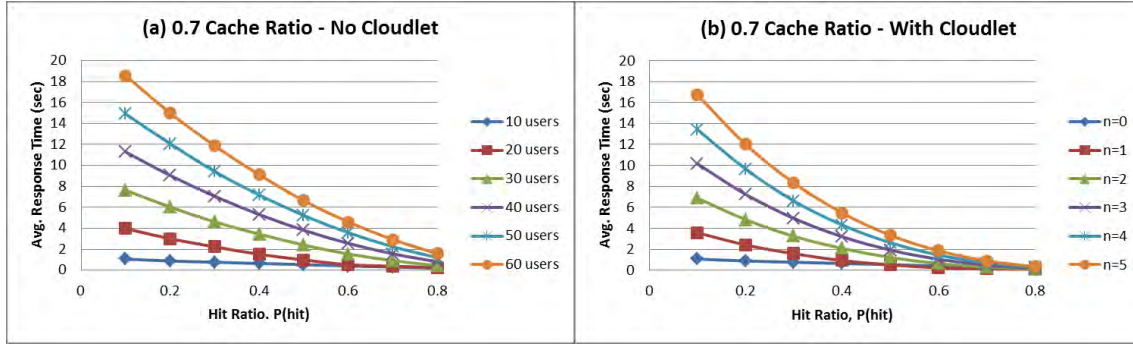 (a) 0.7 Cache Ratio - No Cloudlet
Avg. Response Time (sec)
20
18
16
14
12
10
8
6
4
2
0
0
0.2
0.4
0.6
0.8
Hit Ratio. P(hit)
10 users
20 users
30 users
40 users
50 users
60 users
(b) 0.7 Cache Ratio - With Cloudlet
Avg. Response Time (sec)
20
18
16
14
12
10
8
6
4
2
0
0
0.2
0.4
0.6
0.8
Hit Ratio, P(hit)
n=0
n=1
n=2
n=3
n=4
n=5